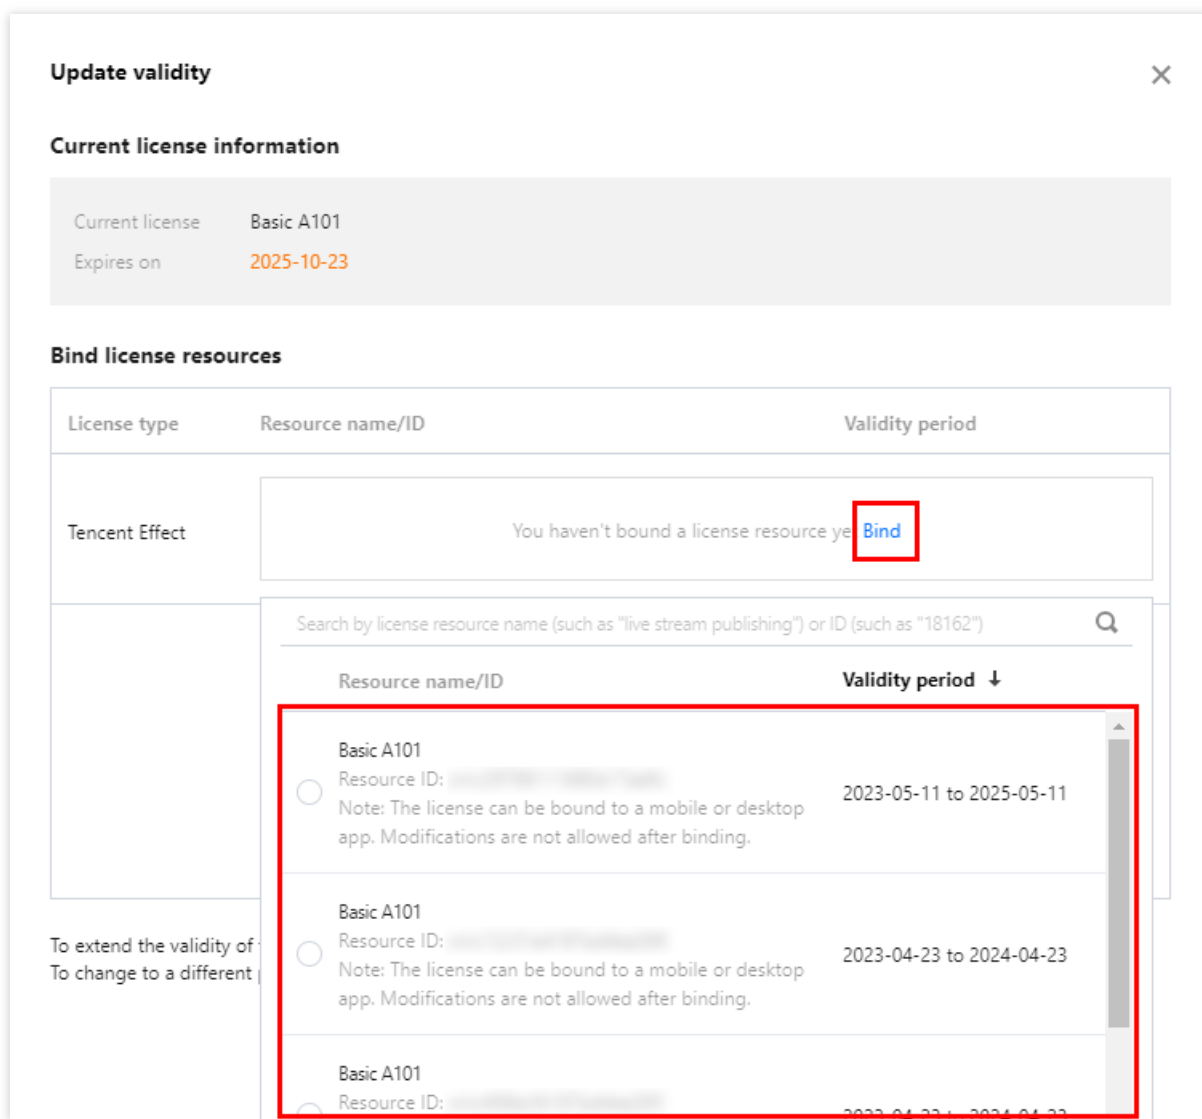 Update validity
Current license information
Current license Basic A101
Expires on 2025-10-23
Bind license resources
License type Resource name/ID Validity period
Tencent Effect You haven't bound a license resource ye Bind
Search by license resource name (such as "live stream publishing") or ID (such as "18162")
Resource name/ID Validity period
Basic A101
Resource ID:
Note: The license can be bound to a mobile or desktop
app. Modifications are not allowed after binding.
2023-05-11 to 2025-05-11
Basic A101
Resource ID:
Note: The license can be bound to a mobile or desktop
app. Modifications are not allowed after binding.
2023-04-23 to 2024-04-23
To extend the validity of
To change to a different
Basic A101
Resource ID: